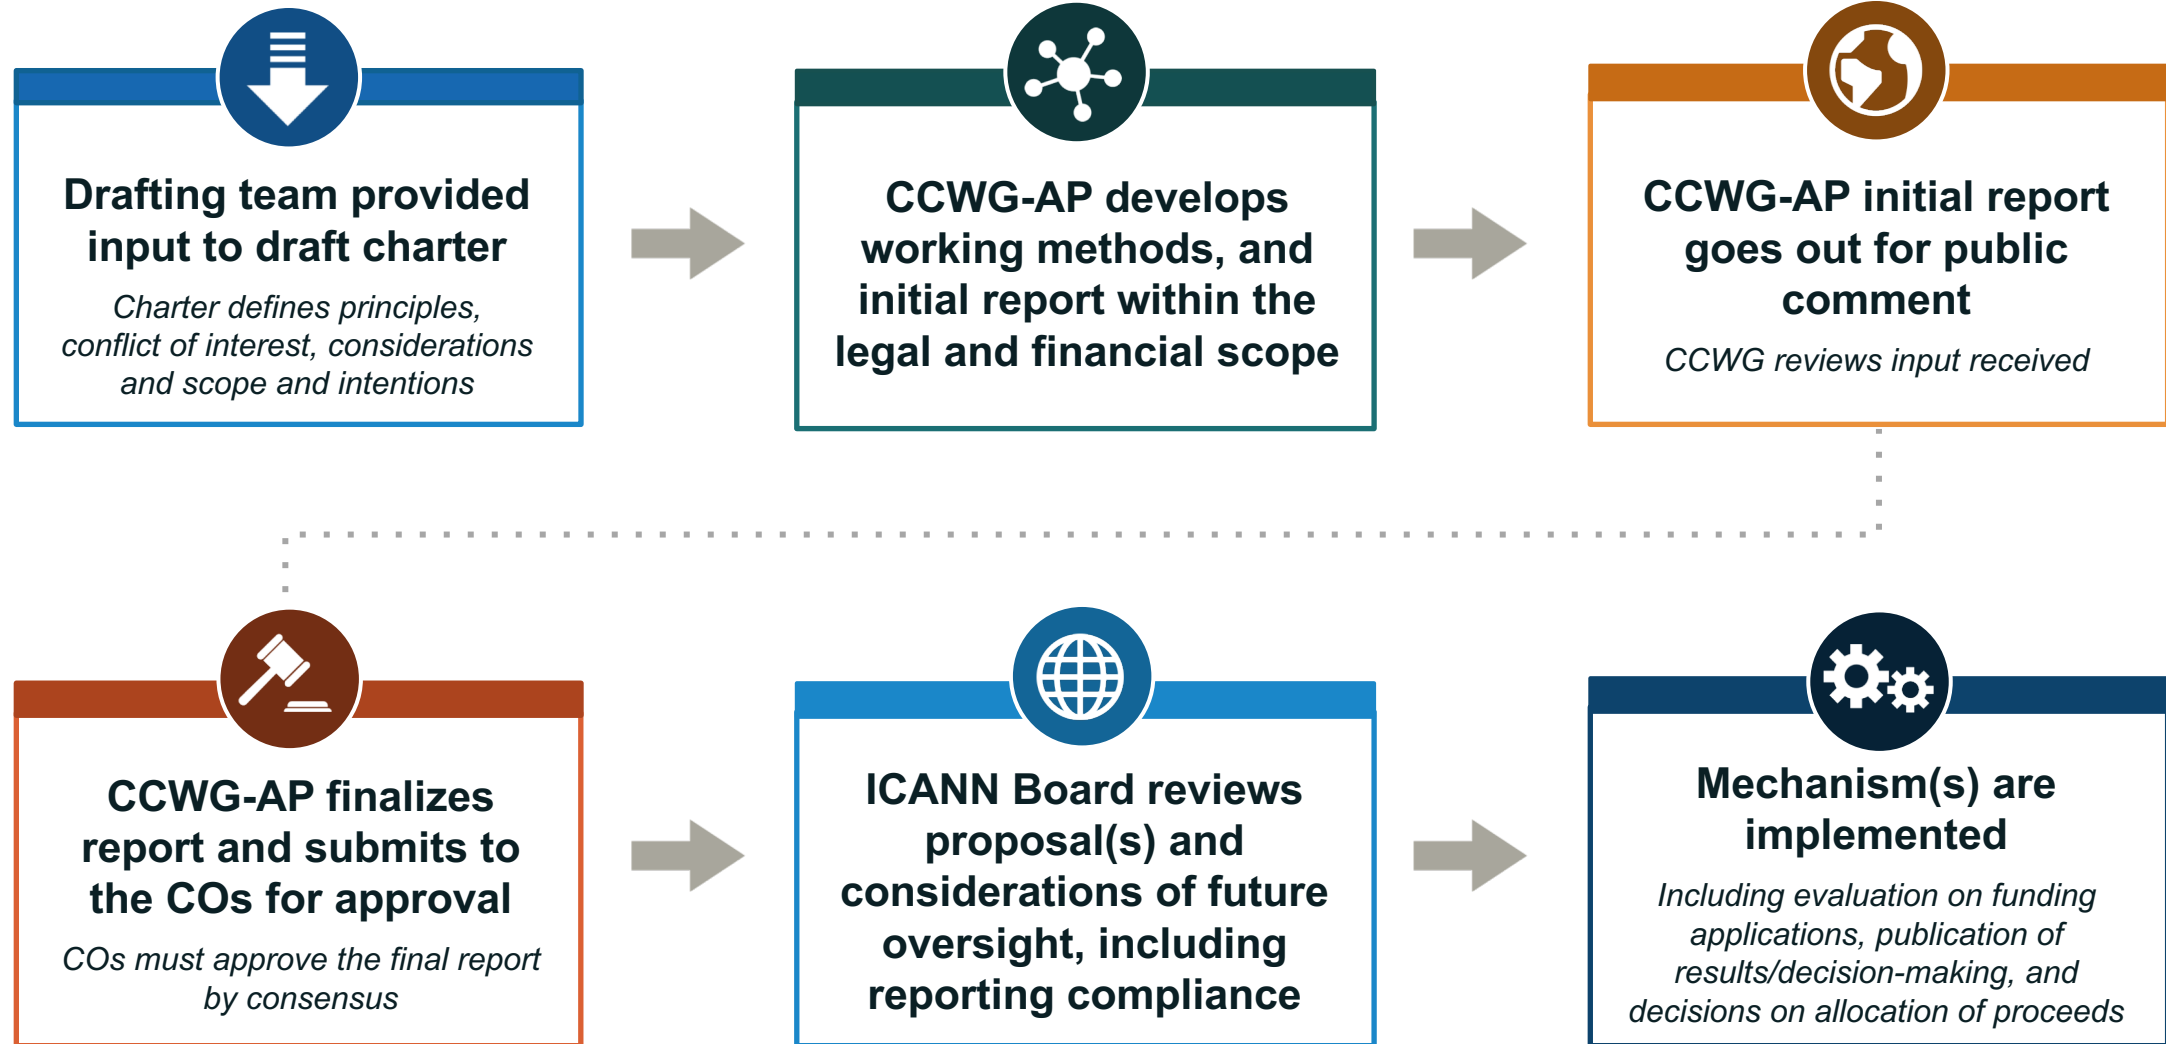 Drafting team provided
input to draft charter
Charter defines principles,
conflict of interest, considerations
and scope and intentions
CCWG-AP develops
working methods, and
initial report within the
legal and financial scope
CCWG-AP initial report
goes out for public
comment
CCWG reviews input received
CCWG-AP finalizes
report and submits to
the COs for approval
COs must approve the final report
by consensus
ICANN Board reviews
proposal(s) and
considerations of future
oversight, including
reporting compliance
Mechanism(s) are
implemented
Including evaluation on funding
applications, publication of
results/decision-making, and
decisions on allocation of proceeds